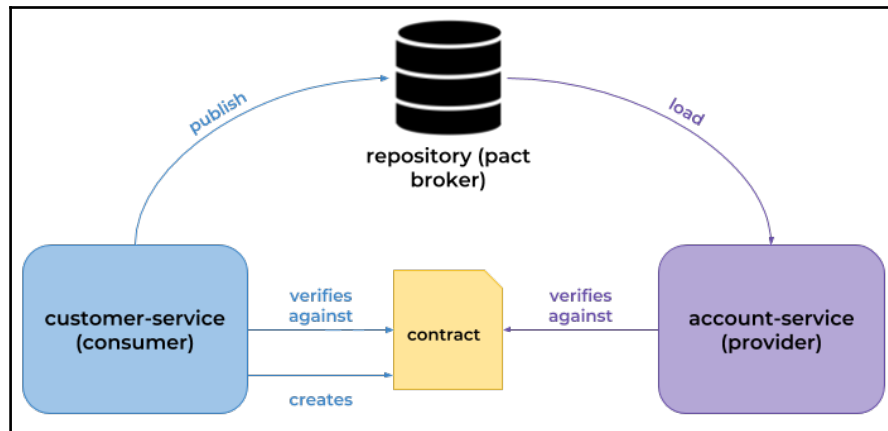 publish
load
repository (pact
broker)
customer-service
(consumer)
verifies
against
creates
contract
verifies
against
account-service
(provider)